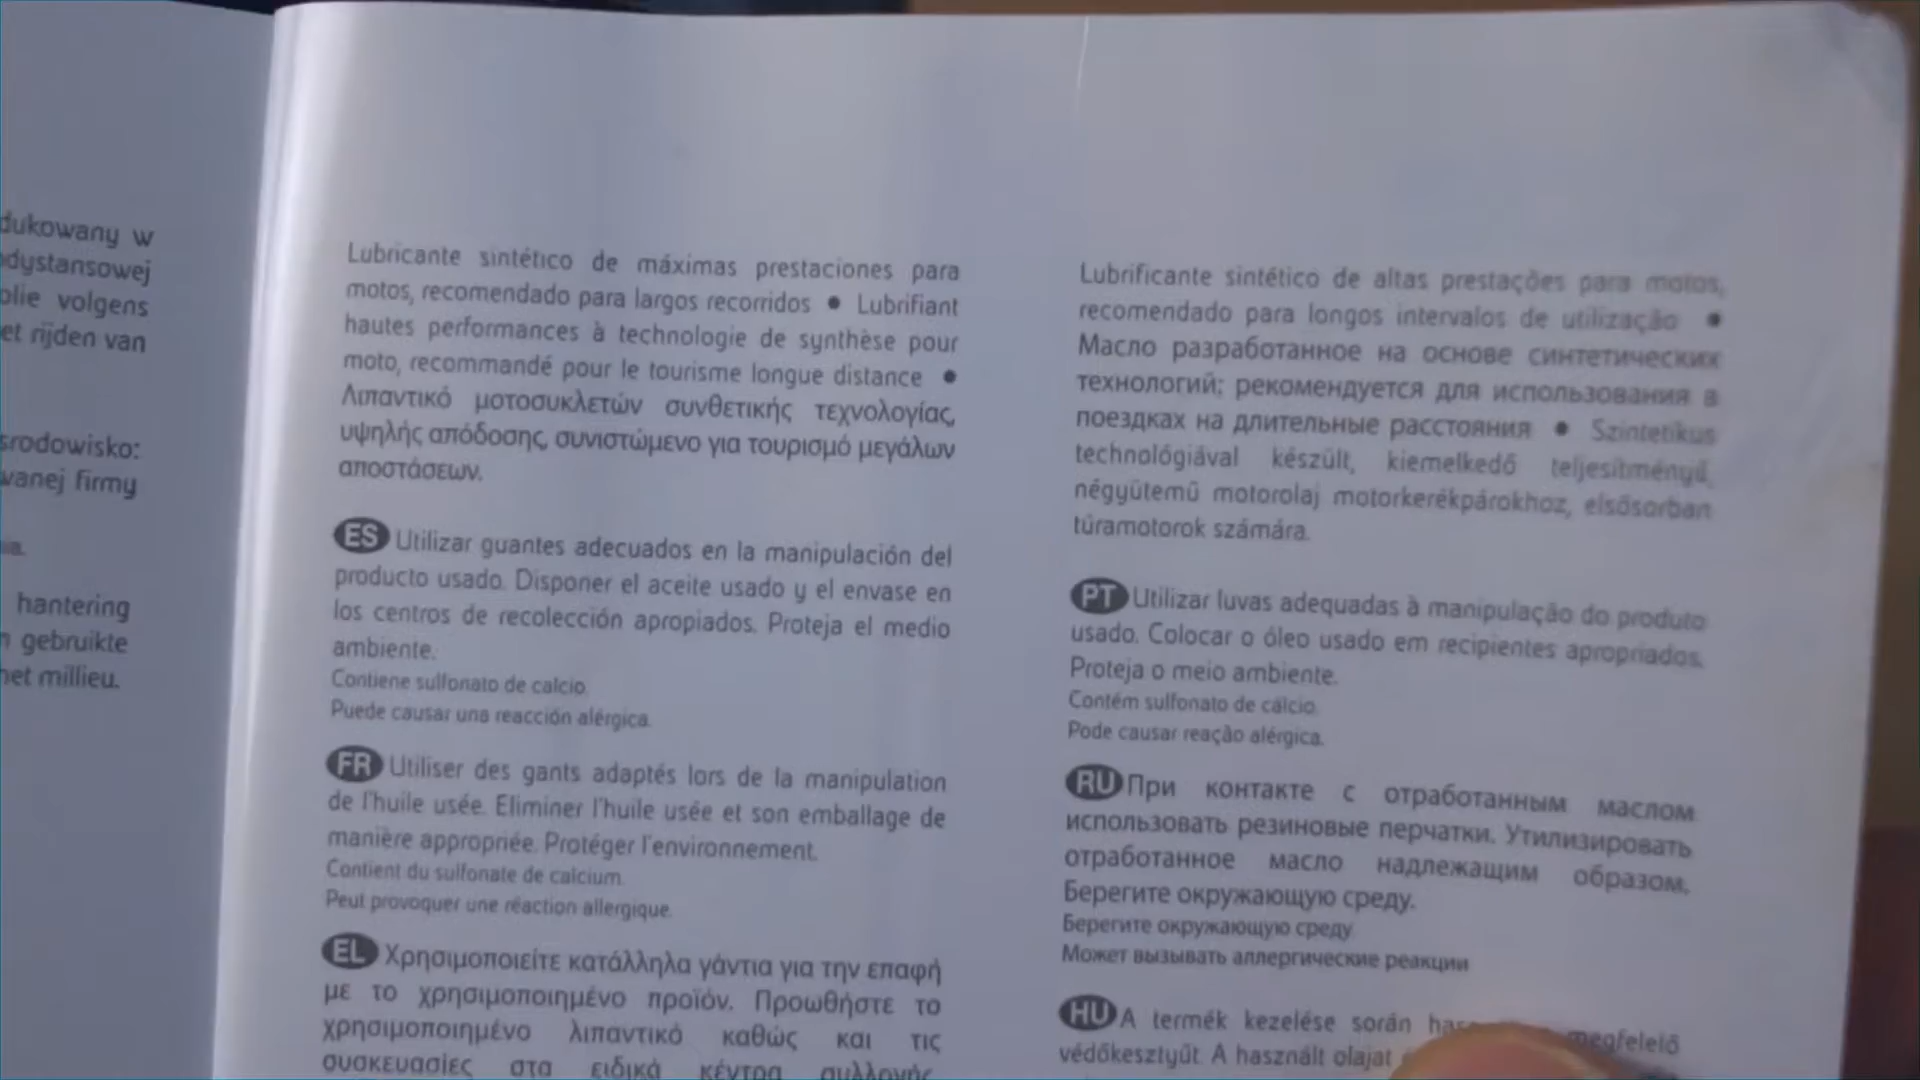 dukowany w
dystansowej
olie volgens
et rijden van
srodowisko:
wanej firmy
hantering
n gebruikte
het millieu.
Lubricante sintético de máximas prestaciones para
motos, recomendado para largos recorridos • Lubrifiant
hautes performances à technologie de synthèse pour
moto, recommandé pour le tourisme longue distance •
Λιπαντικό μοτοσυκλετών συνθετικής τεχνολογίας,
υψηλής απόδοσης, συνιστώμενο για τουρισμό μεγάλων
αποστάσεων.
ES Utilizar guantes adecuados en la manipulación del
producto usado. Disponer el aceite usado y el envase en
los centros de recolección apropiados. Proteja el medio
ambiente.
Contiene sulfonato de calcio.
Puede causar una reacción alérgica.
FR Utiliser des gants adaptés lors de la manipulation
de l'huile usée. Eliminer l'huile usée et son emballage de
manière appropriée. Protéger l'environnement.
Contient du sulfonate de calcium.
Peut provoquer une réaction allergique.
EL Χρησιμοποιείτε κατάλληλα γάντια για την επαφή
με το χρησιμοποιημένο προϊόν. Προωθήστε το
χρησιμοποιημένο λιπαντικό καθώς και τις
συσκευασίες στα ειδικά κέντρα συλλογής.
Lubrificante sintético de altas prestações para motos,
recomendado para longos intervalos de utilização •
Масло разработанное на основе синтетических
технологий; рекомендуется для использования в
поездках на длительные расстояния • Szintetikus
technológiával készült, kiemelkedő teljesítményű,
négyütemű motorolaj motorkerékpárokhoz, elsősorban
túramotorok számára.
PT Utilizar luvas adequadas à manipulação do produto
usado. Colocar o óleo usado em recipientes apropriados.
Proteja o meio ambiente.
Contém sulfonato de cálcio.
Pode causar reação alérgica.
RU При контакте с отработанным маслом
использовать резиновые перчатки. Утилизировать
отработанное масло надлежащим образом.
Берегите окружающую среду.
Берегите окружающую среду
Может вызывать аллергические реакции
HU A termék kezelése során megfelelő
védőkesztyűt. A használt olajat